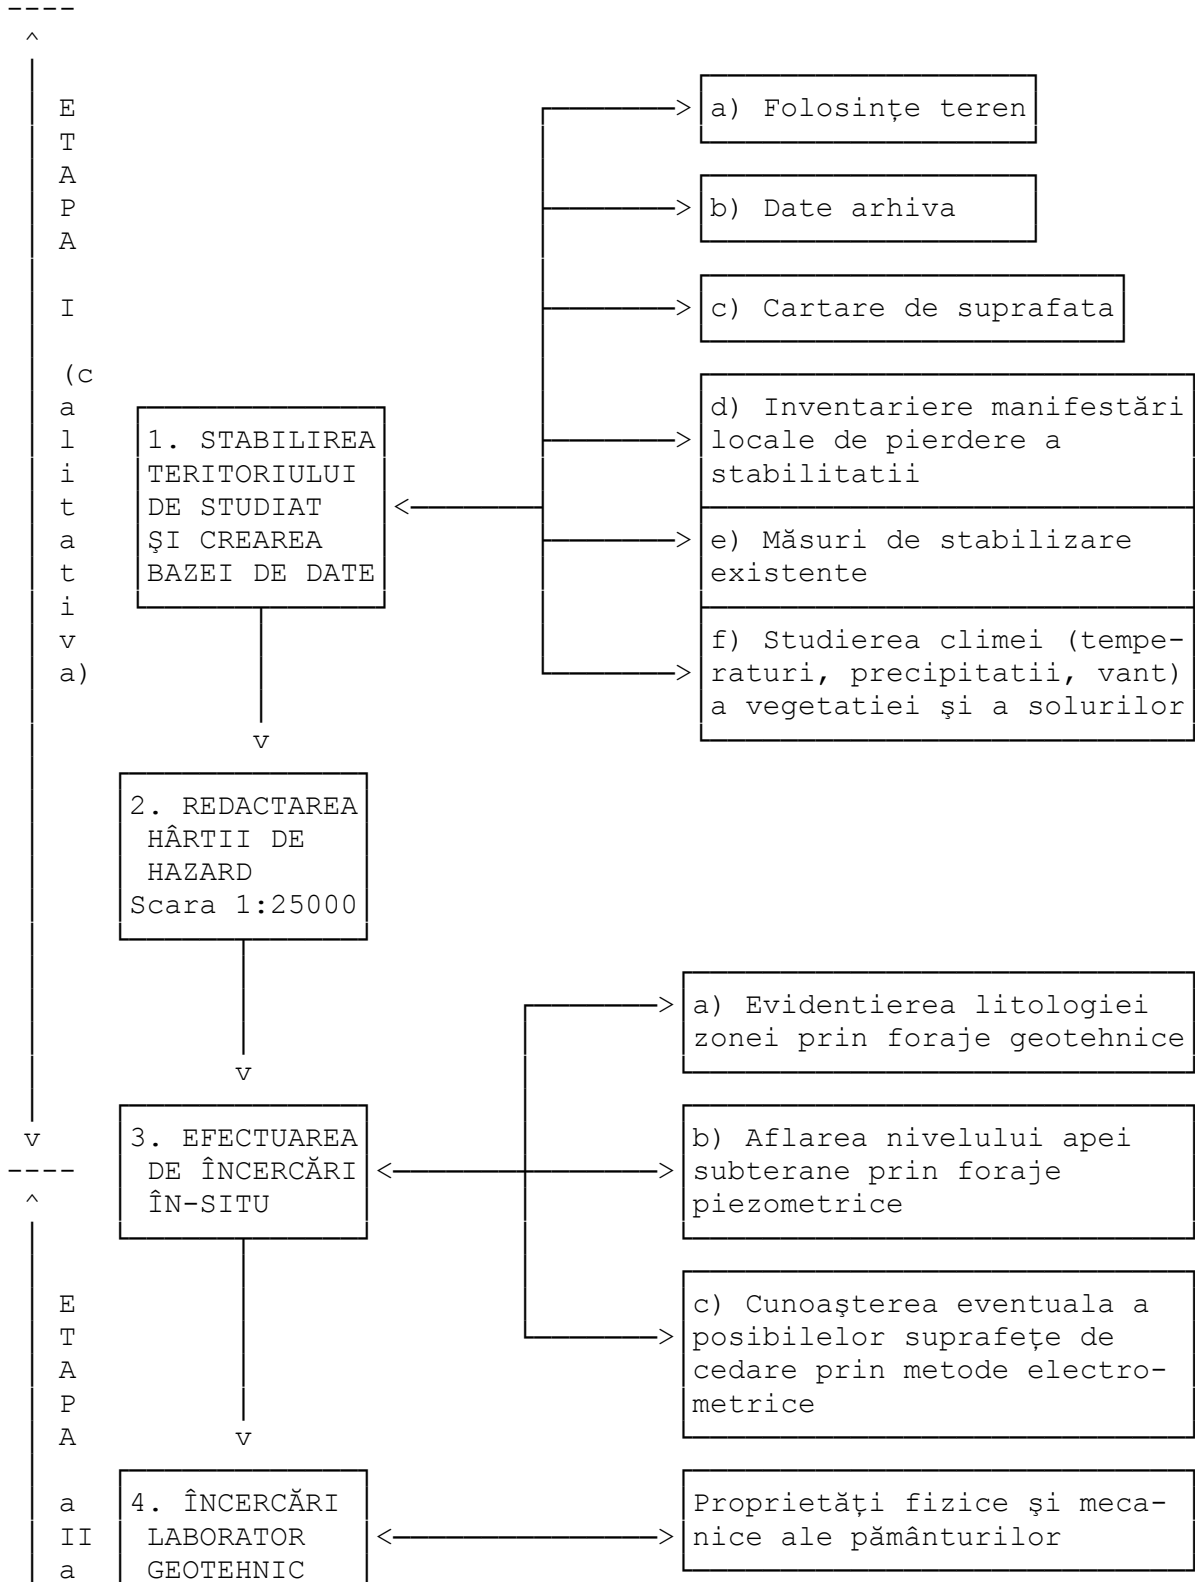 ETAPA I (calitativa)
a) Folosințe teren
b) Date arhiva
c) Cartare de suprafata
1. STABILIREA
TERITORIULUI
DE STUDIAT
ŞI CREAREA
BAZEI DE DATE
d) Inventariere manifestări
locale de pierdere a
stabilitatii
e) Măsuri de stabilizare
existente
f) Studierea climei (tempe-
raturi, precipitatii, vant)
a vegetatiei şi a solurilor
2. REDACTAREA
HÂRTII DE
HAZARD
Scara 1:25000
3. EFECTUAREA
DE ÎNCERCĂRI
ÎN-SITU
a) Evidentierea litologiei
zonei prin foraje geotehnice
b) Aflarea nivelului apei
subterane prin foraje
piezometrice
c) Cunoaşterea eventuala a
posibilelor suprafețe de
cedare prin metode electro-
metrice
ETAPA a II a
4. ÎNCERCĂRI
LABORATOR
GEOTEHNIC
Proprietăți fizice şi meca-
nice ale pământurilor